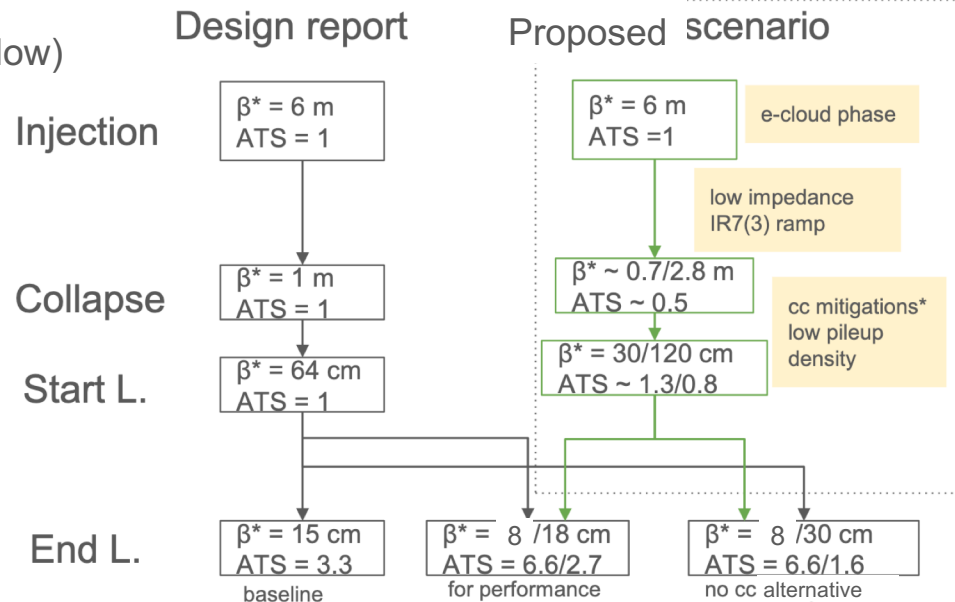 low)
Design report
Proposed scenario
Injection
β* = 6 m
ATS = 1
β* = 6 m
ATS =1
e-cloud phase
low impedance
IR7(3) ramp
Collapse
β* = 1 m
ATS = 1
β* ~ 0.7/2.8 m
ATS ~ 0.5
cc mitigations*
low pileup
density
Start L.
β* = 64 cm
ATS = 1
β* = 30/120 cm
ATS ~ 1.3/0.8
End L.
β* = 15 cm
ATS = 3.3
baseline
β* = 8 /18 cm
ATS = 6.6/2.7
for performance
β* = 8 /30 cm
ATS = 6.6/1.6
no cc alternative